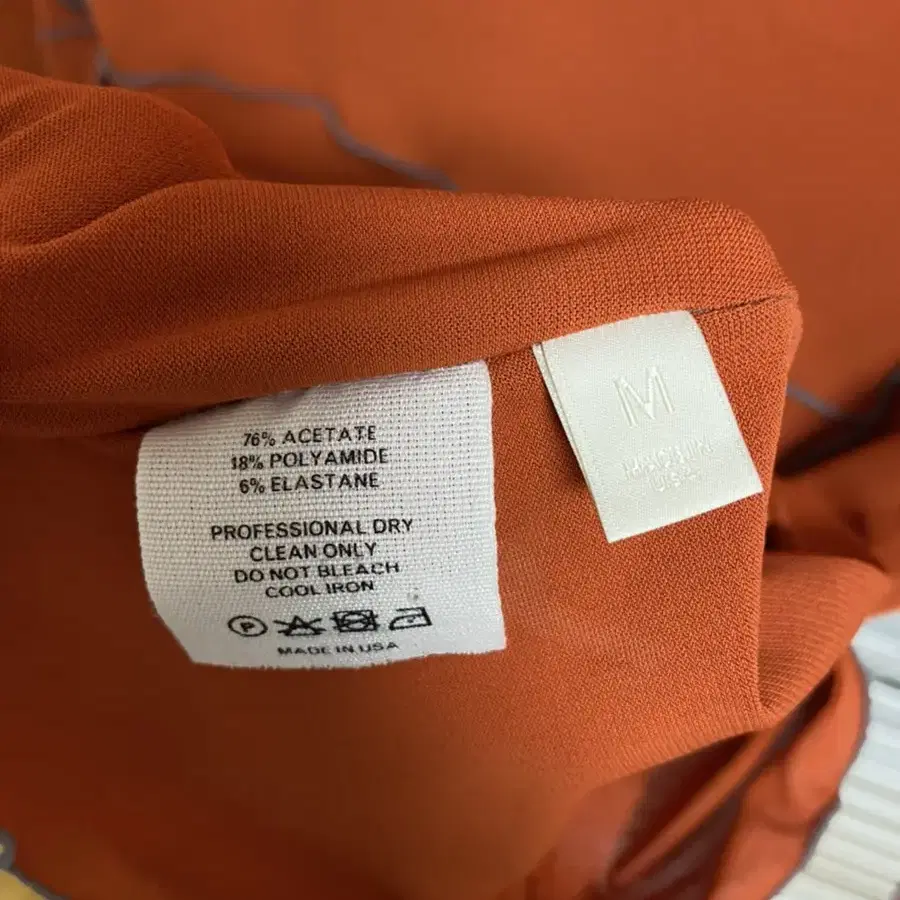 76% ACETATE
18% POLYAMIDE
6% ELASTANE
PROFESSIONAL DRY
CLEAN ONLY
DO NOT BLEACH
COOL IRON
P
MADE IN USA
M